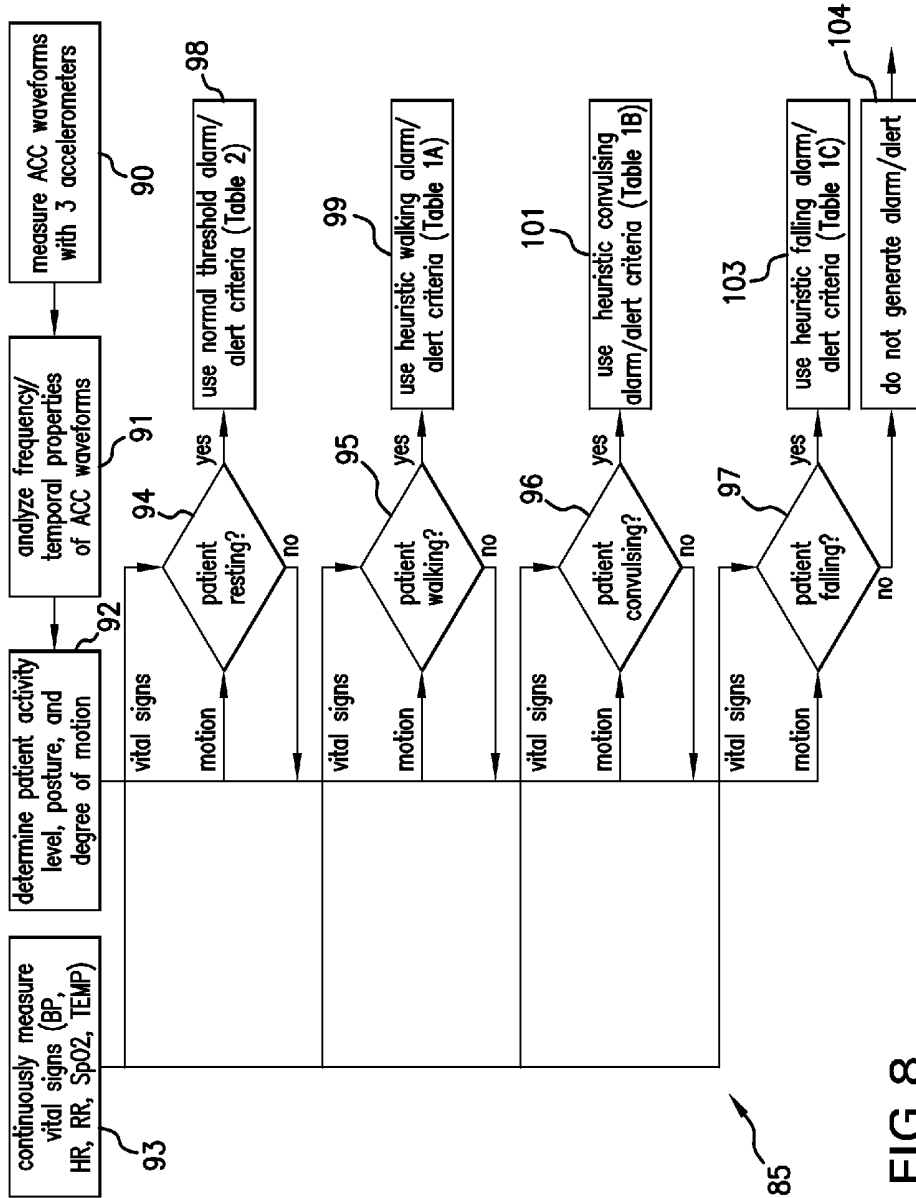 continuously measure
vital signs (BP,
HR, RR, SpO2, TEMP)
93
determine patient activity
level, posture, and
degree of motion
92
analyze frequency/
temporal properties
of ACC waveforms
91
measure ACC waveforms
with 3 accelerometers
90
vital signs
motion
patient
resting?
94
yes
no
use normal threshold alarm/
alert criteria (Table 2)
98
vital signs
motion
patient
walking?
95
yes
no
use heuristic walking alarm/
alert criteria (Table 1A)
99
vital signs
motion
patient
convulsing?
96
yes
no
use heuristic convulsing
alarm/alert criteria (Table 1B)
101
vital signs
motion
patient
falling?
97
yes
no
use heuristic falling alarm/
alert criteria (Table 1C)
103
do not generate alarm/alert
104
85
FIG.8